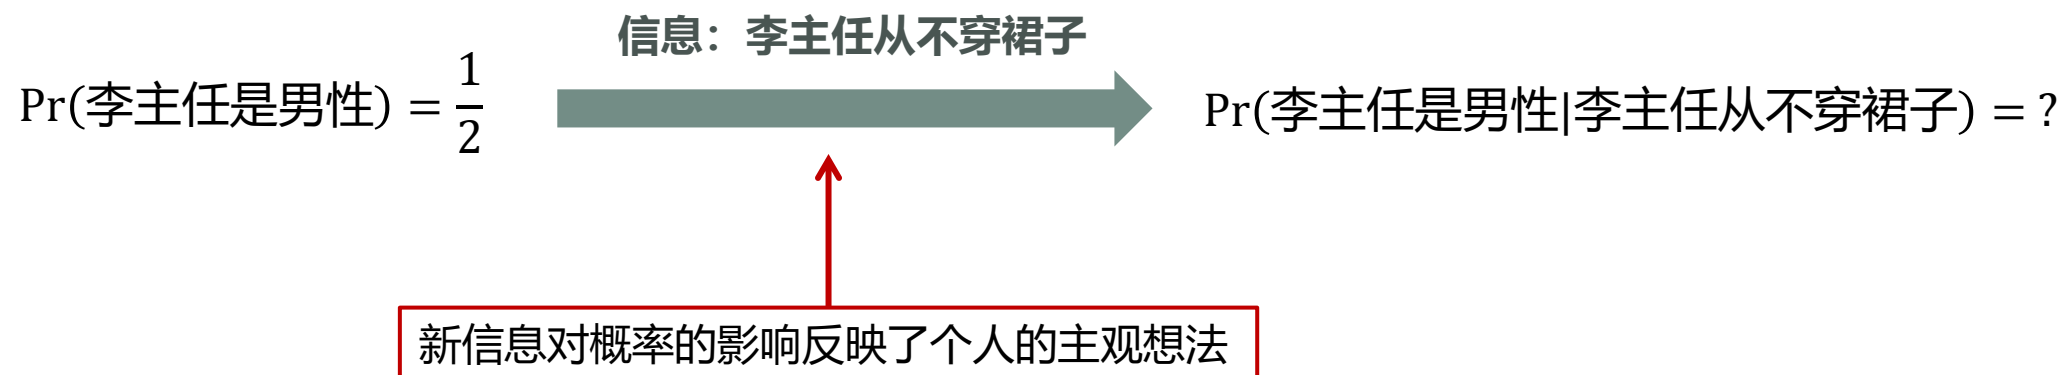 信息：李主任从不穿裙子
Pr(李主任是男性) = 1/2
Pr(李主任是男性|李主任从不穿裙子) = ?
新信息对概率的影响反映了个人的主观想法